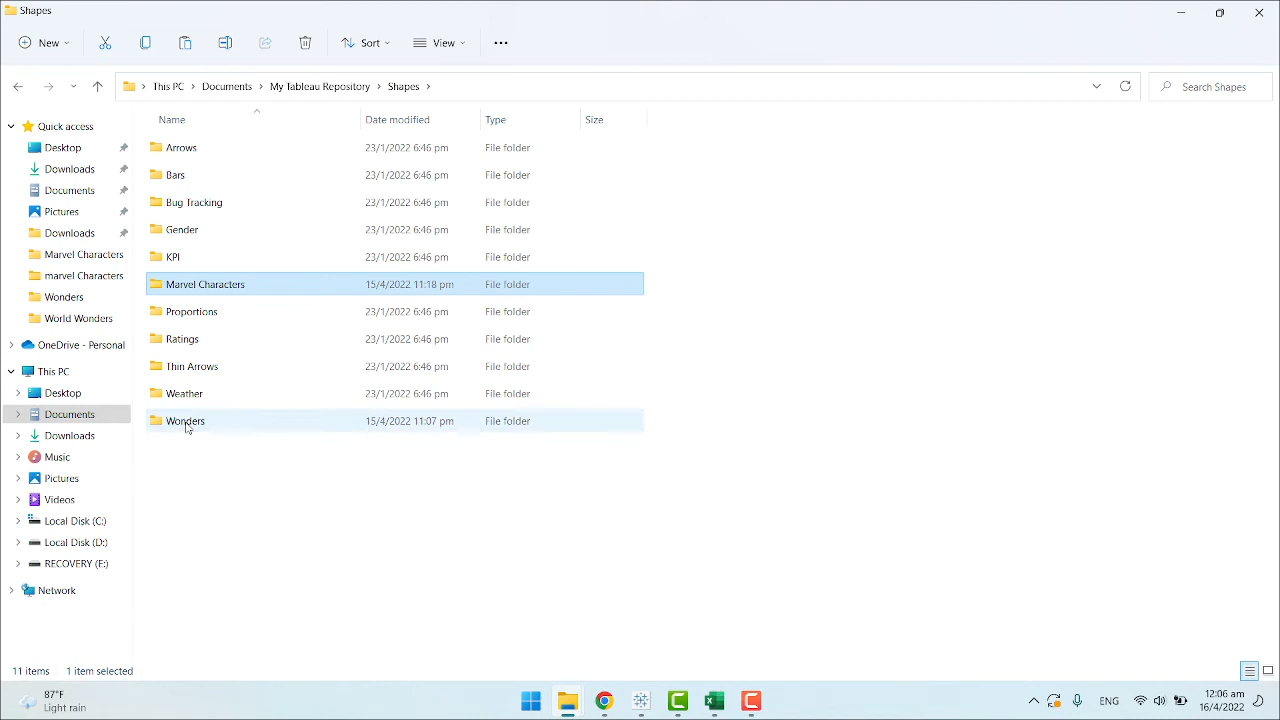 Shapes
New
Sort
View
This PC
Documents
My Tableau Repository
Shapes
Search Shapes
Name
Date modified
Type
Size
Quick access
Desktop
Downloads
Documents
Pictures
Downloads
Marvel Characters
marvel Characters
Wonders
World Wonders
OneDrive - Personal
This PC
Desktop
Documents
Downloads
Music
Pictures
Videos
Local Disk (C:)
Local Disk (D:)
RECOVERY (E:)
Network
Arrows 23/1/2022 6:46 pm File folder
Bars 23/1/2022 6:46 pm File folder
Bug Tracking 23/1/2022 6:46 pm File folder
Gender 23/1/2022 6:46 pm File folder
KPI 23/1/2022 6:46 pm File folder
Marvel Characters 15/4/2022 11:18 pm File folder
Proportions 23/1/2022 6:46 pm File folder
Ratings 23/1/2022 6:46 pm File folder
Thin Arrows 23/1/2022 6:46 pm File folder
Weather 23/1/2022 6:46 pm File folder
Wonders 15/4/2022 11:07 pm File folder
11 items 1 item selected
87°F
Light rain
ENG
12:06 am
16/4/2022